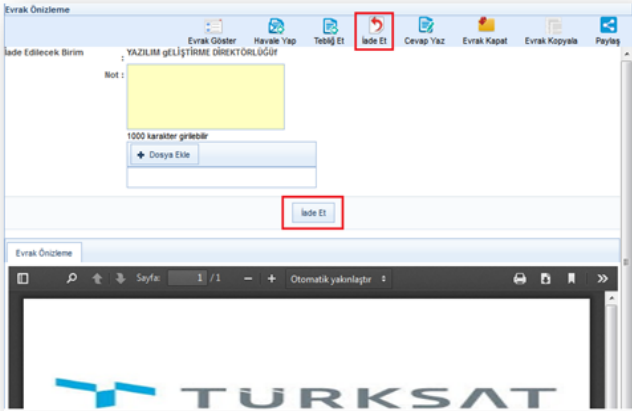 Evrak Önizleme
Evrak Göster Havale Yap Tebliğ Et İade Et Cevap Yaz Evrak Kapat Evrak Kopyala Paylaş
İade Edilecek Birim : YAZILIM gELİŞTİRME DİREKTÖRLÜĞÜr
Not :
1000 karakter girilebilir
+ Dosya Ekle
İade Et
Evrak Önizleme
Sayfa: 1 / 1 − + Otomatik yakınlaştır
TÜRKSAT